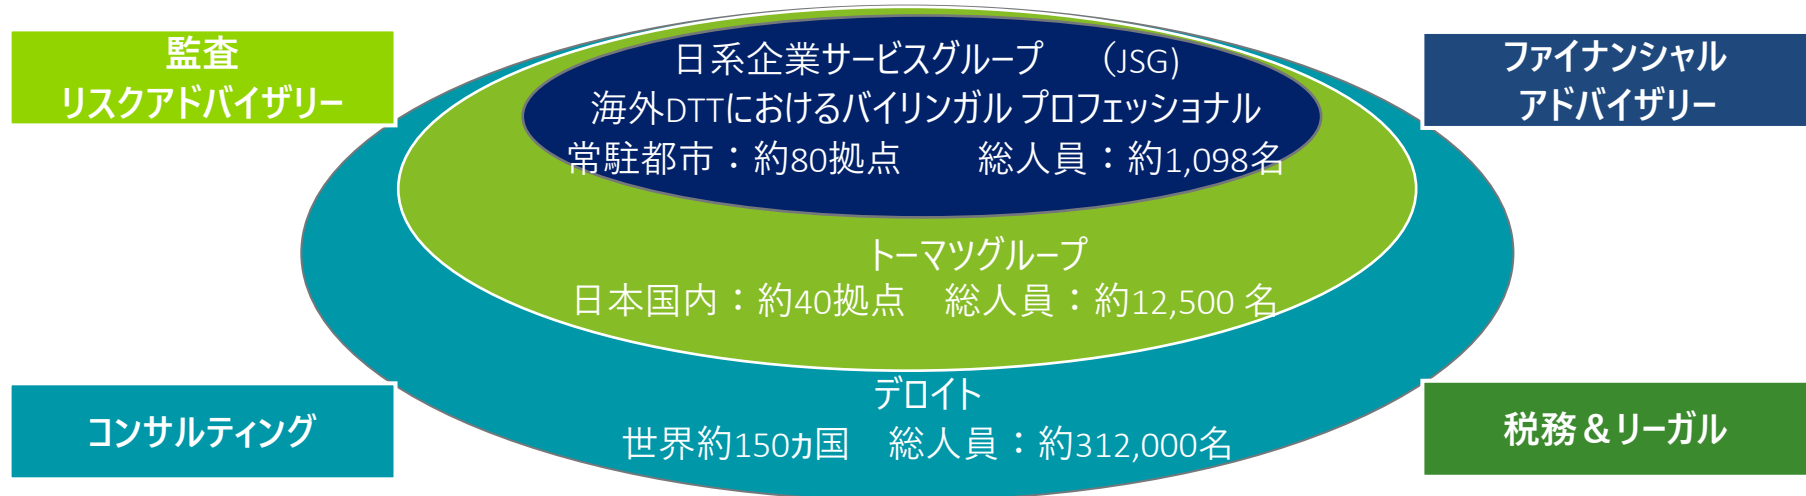 監査
リスクアドバイザリー
日系企業サービスグループ　（JSG)
海外DTTにおけるバイリンガル プロフェッショナル
常駐都市：約80拠点　　総人員：約1,098名
ファイナンシャル
アドバイザリー
トーマツグループ
日本国内：約40拠点　総人員：約12,500 名
コンサルティング
デロイト
世界約150ヵ国　総人員：約312,000名
税務＆リーガル